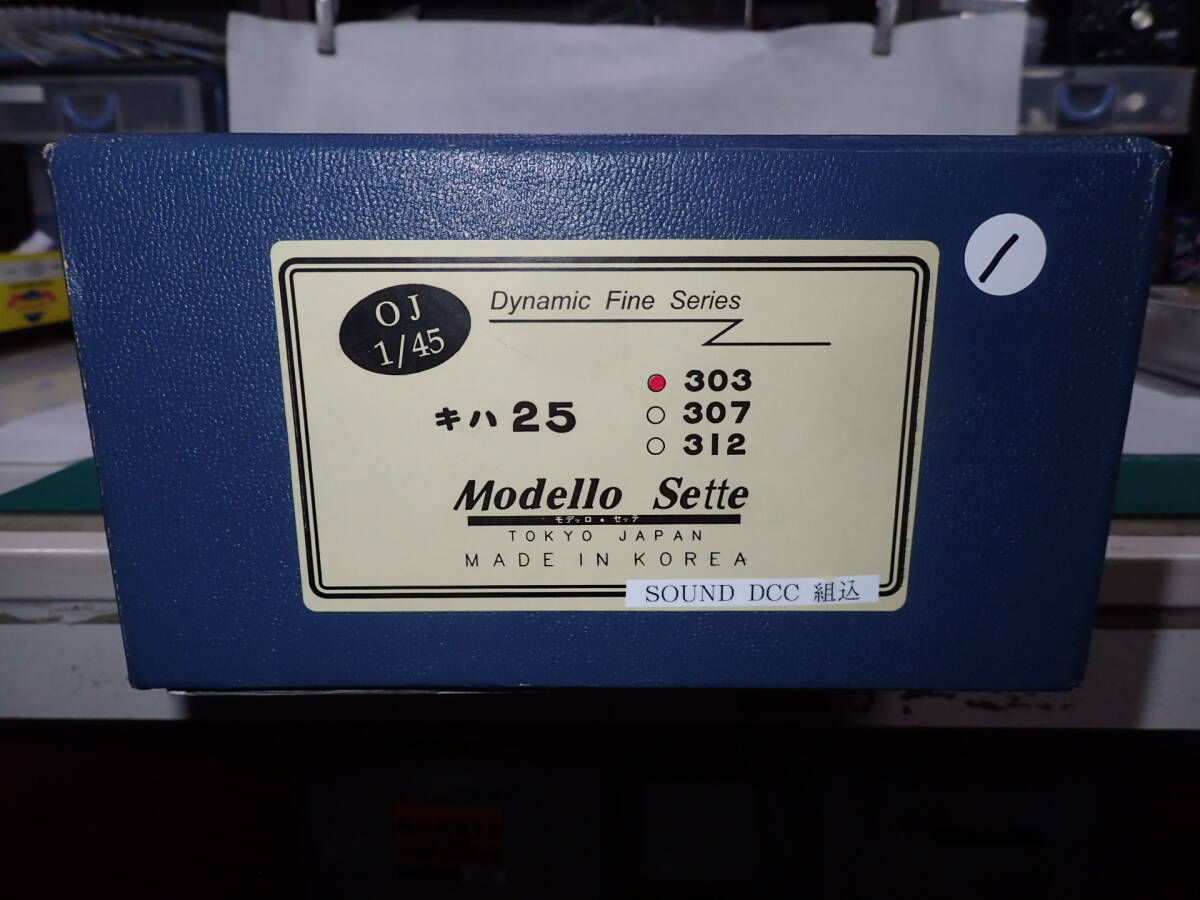 OJ
1/45
Dynamic Fine Series
キハ 25
303
307
312
Modello Sette
モデッロ・セッテ
TOKYO JAPAN
MADE IN KOREA
SOUND DCC 組込
/